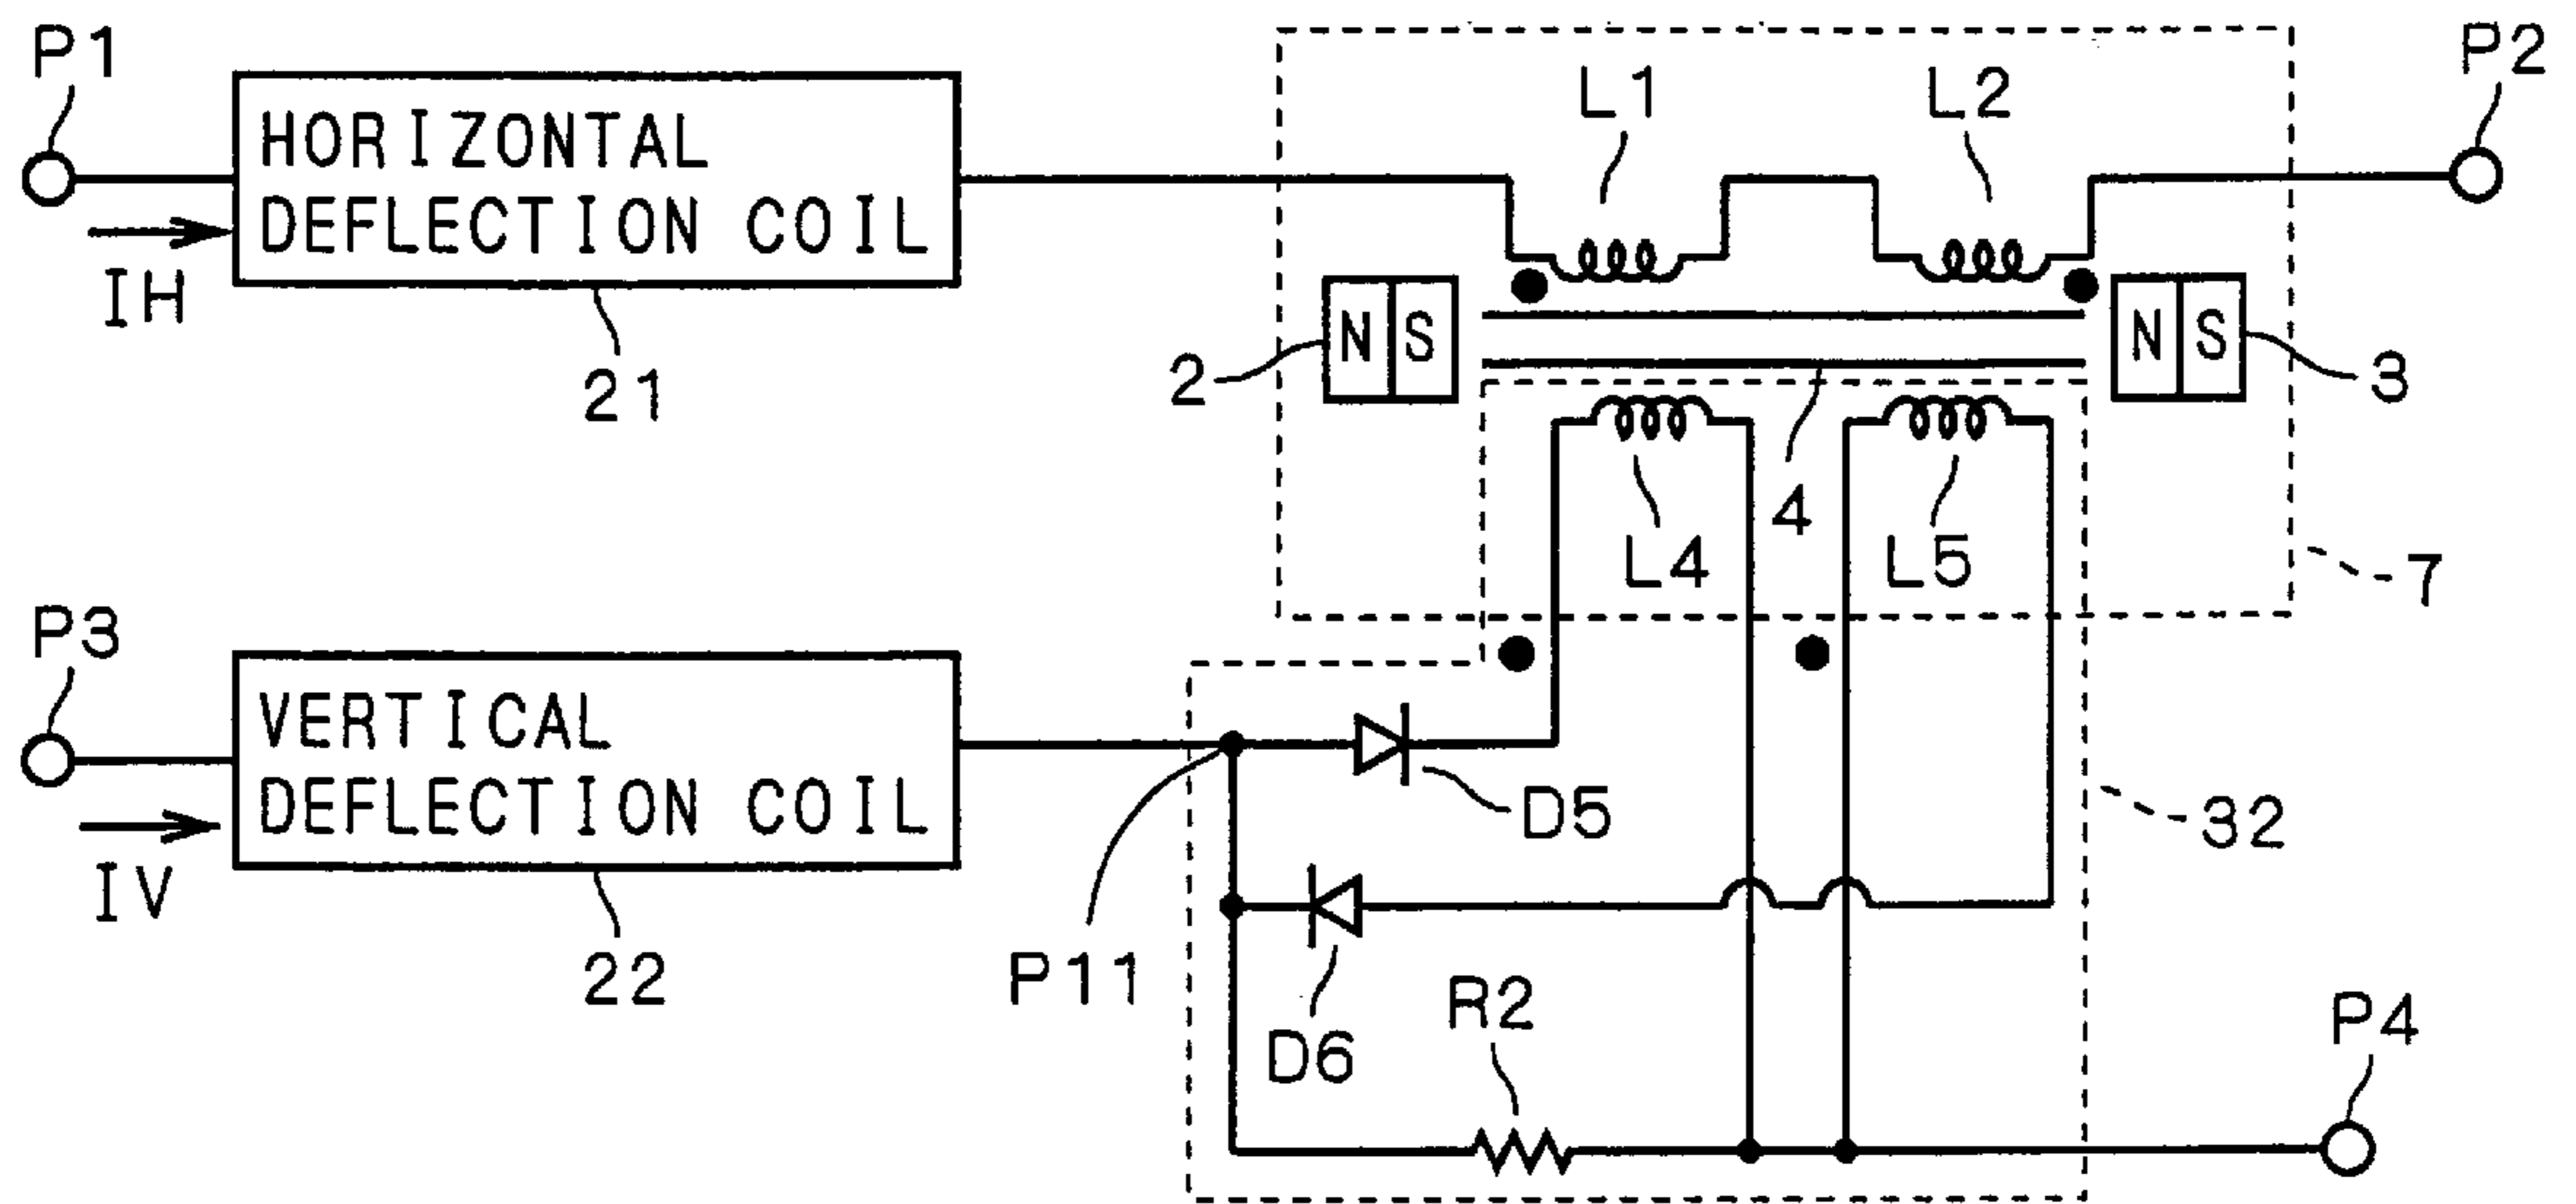 P1
HORIZONTAL
DEFLECTION COIL
IH
21
L1
L2
P2
N S
N S
2
3
4
L4
L5
7
P3
VERTICAL
DEFLECTION COIL
IV
22
P11
D5
D6
R2
32
P4